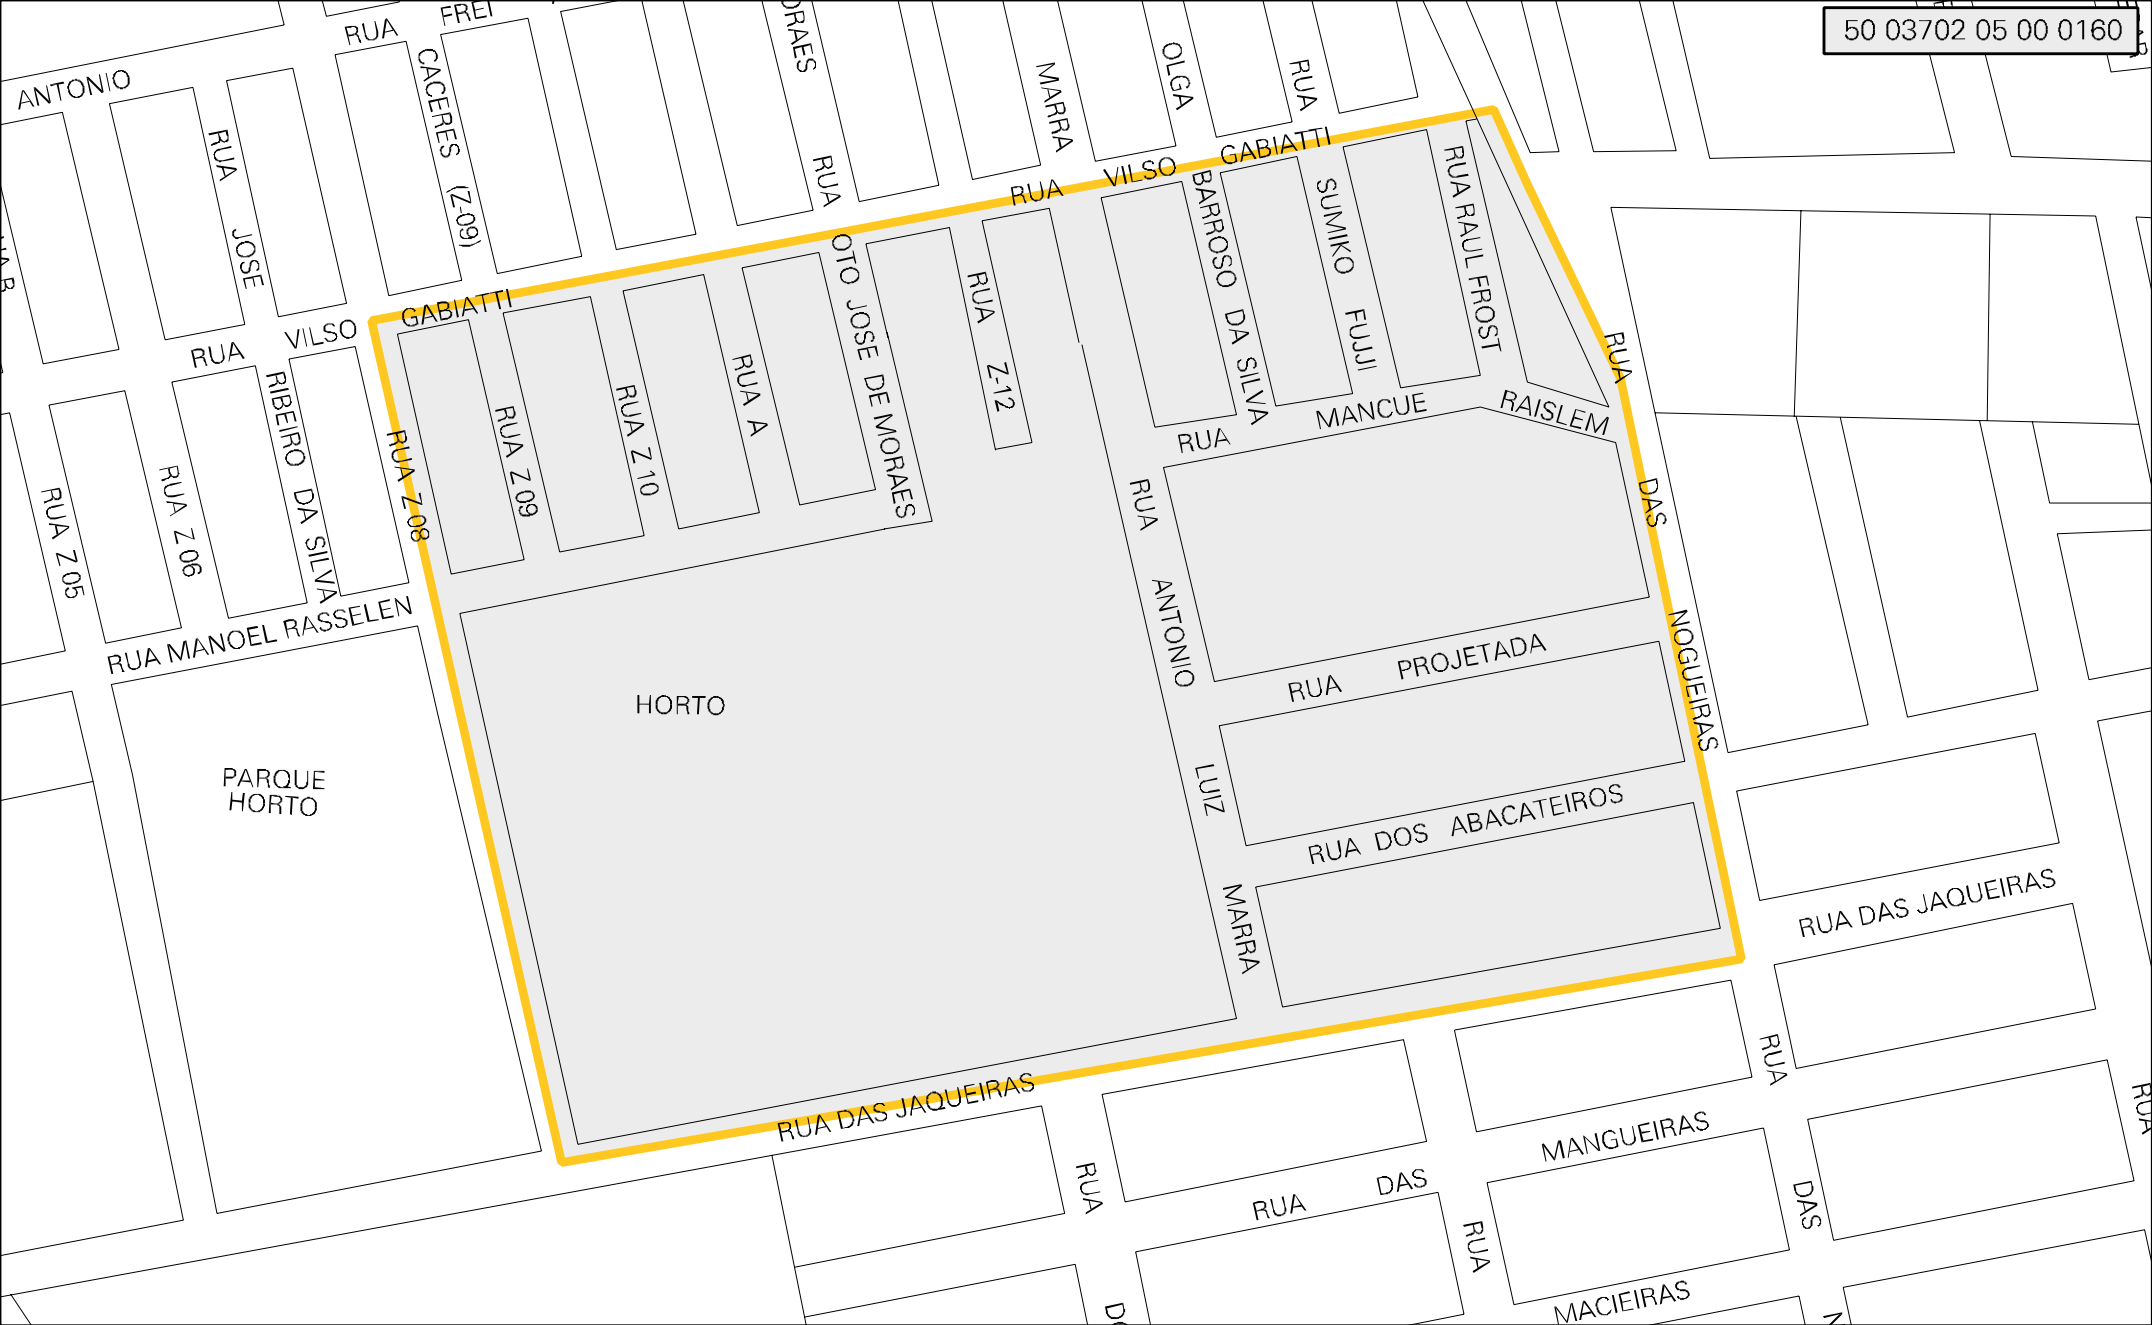 50 03702 05 00 0160
RUA
FREI
ANTONIO
CACERES (Z-09)
RUA
JOSE
RUA
MARRA
OLGA
RUA
RUA VILSO GABIATTI
RUA VILSO GABIATTI
RIBEIRO DA SILVA
RUA Z 05
RUA Z 06
RUA Z 08
RUA Z 09
RUA Z 10
RUA A
OTO JOSE DE MORAES
RUA Z-12
BARROSO DA SILVA
SUMIKO FUJJI
RUA RAUL FROST
RUA MANCUE RAISLEM
RUA DAS NOGUEIRAS
RUA MANOEL RASSELEN
PARQUE
HORTO
HORTO
RUA ANTONIO LUIZ MARRA
RUA PROJETADA
RUA DOS ABACATEIROS
RUA DAS JAQUEIRAS
RUA DAS JAQUEIRAS
RUA DAS MANGUEIRAS
RUA
RUA
RUA DAS
RUA
MACIEIRAS